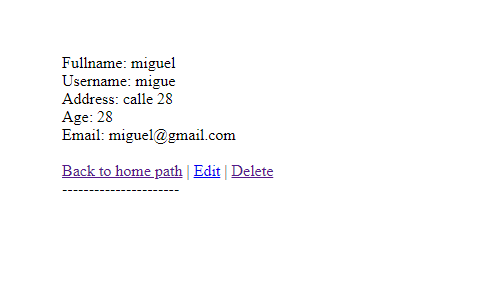 Fullname: miguel
Username: migue
Address: calle 28
Age: 28
Email: miguel@gmail.com
Back to home path | Edit | Delete
----------------------